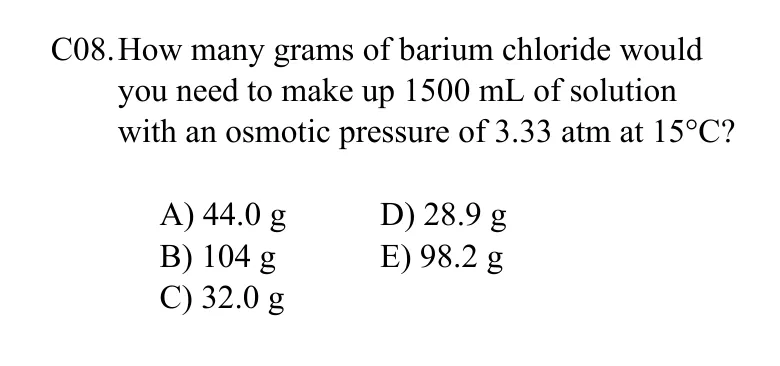 C08. How many grams of barium chloride would
you need to make up 1500 mL of solution
with an osmotic pressure of 3.33 atm at 15°C?
A) 44.0 g D) 28.9 g
B) 104 g E) 98.2 g
C) 32.0 g